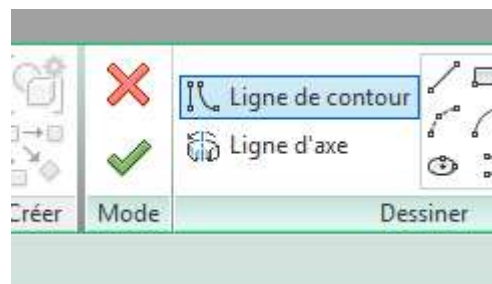 Ligne de contour
Ligne d'axe
Créer
Mode
Dessiner